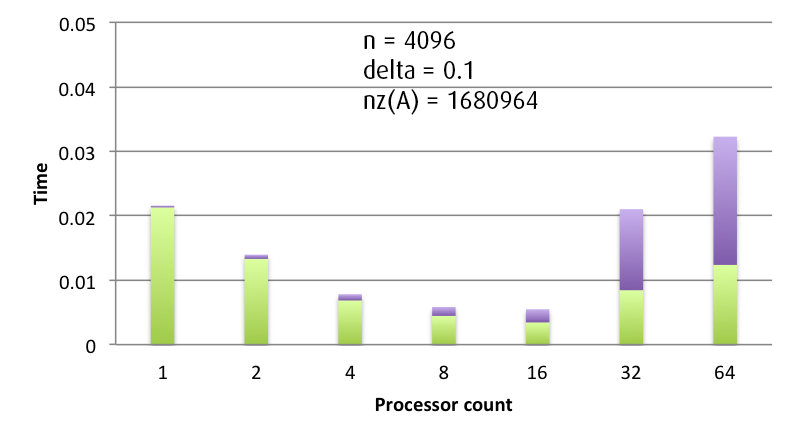 0.05
n = 4096
delta = 0.1
0.04
nz(A) = 1680964
0.03
Time
0.02
0.01
0
1 2 4 8 16 32 64
Processor count